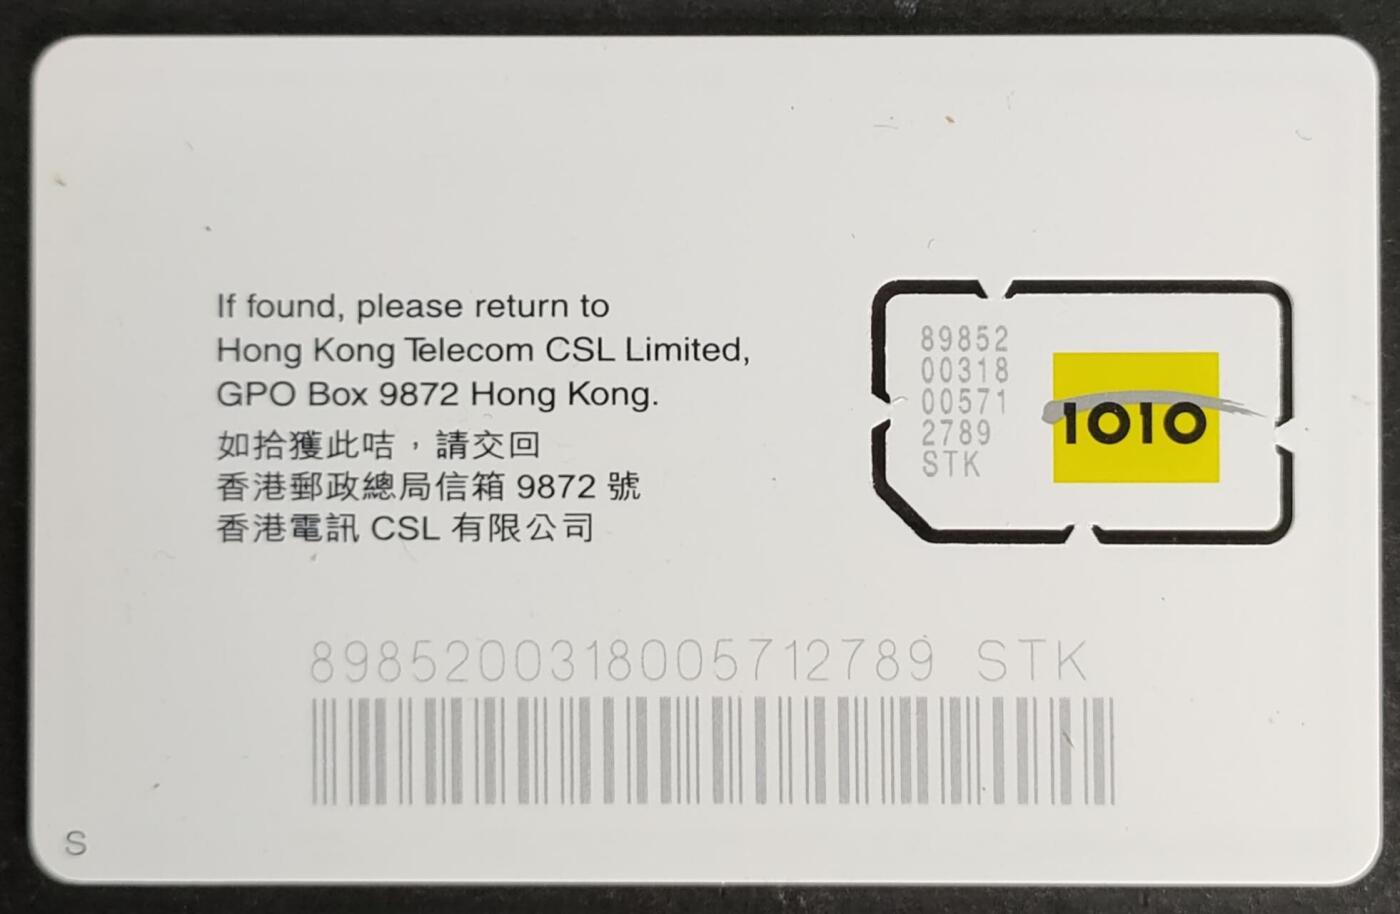 If found, please return to
Hong Kong Telecom CSL Limited,
GPO Box 9872 Hong Kong.
如拾獲此咭，請交回
香港郵政總局信箱 9872 號
香港電訊 CSL 有限公司
89852
00318
00571
2789
STK
1010
8985200318005712789 STK
S